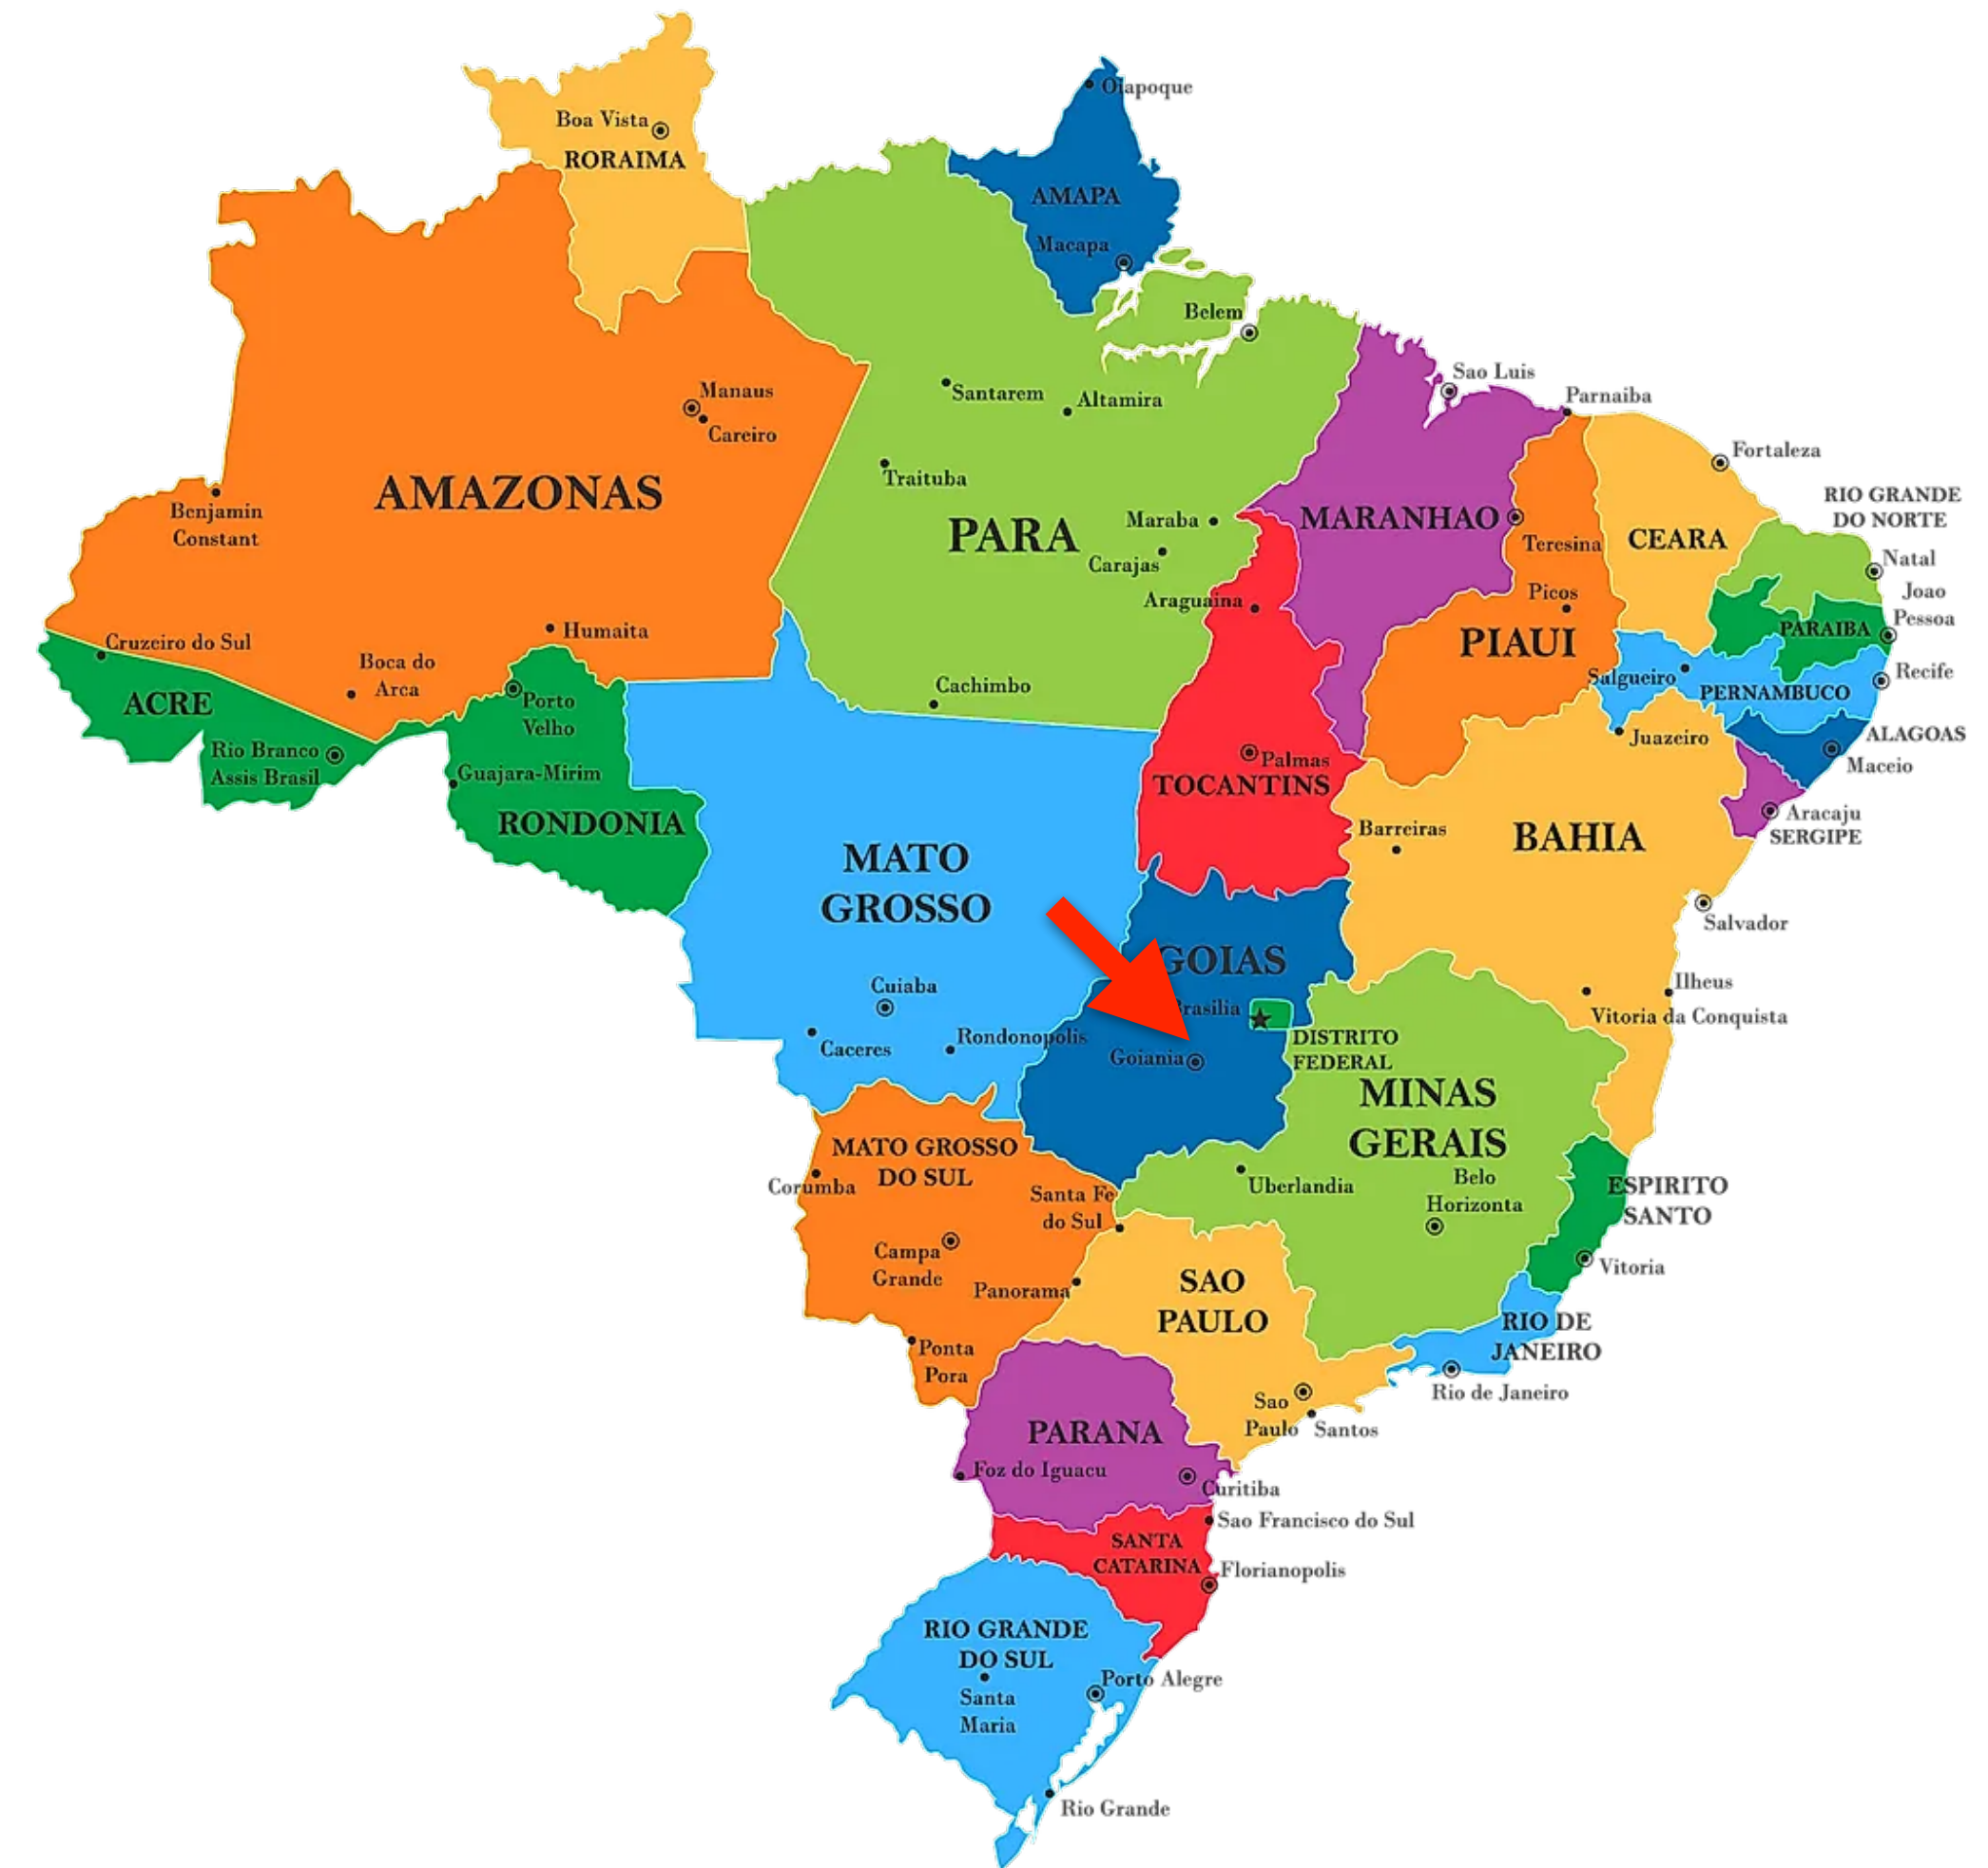 Oiapoque
Boa Vista
RORAIMA
AMAPA
Macapa
Belem
Sao Luis
Manaus
Santarem
Altamira
Parnaiba
Careiro
Fortaleza
Traituba
AMAZONAS
RIO GRANDE
DO NORTE
Benjamin
Constant
PARA
Maraba
MARANHAO
Teresina
CEARA
Carajas
Natal
Araguaina
Picos
Joao
Pessoa
Cruzeiro do Sul
Humaita
PIAUI
PARAIBA
Boca do
Arca
Salgueiro
PERNAMBUCO
Recife
ACRE
Porto
Velho
Cachimbo
Juazeiro
ALAGOAS
Rio Branco
Assis Brasil
Guajara-Mirim
Palmas
TOCANTINS
Maceio
RONDONIA
Barreiras
BAHIA
Aracaju
SERGIPE
MATO
GROSSO
Salvador
GOIAS
Cuiaba
Ilheus
rasilia
Vitoria da Conquista
Caceres
Rondonopolis
Goiania
DISTRITO
FEDERAL
MINAS
GERAIS
MATO GROSSO
DO SUL
Corumba
Santa Fe
do Sul
Uberlandia
Belo
Horizonta
ESPIRITO
SANTO
Campa
Grande
Panorama
SAO
PAULO
Vitoria
RIO DE
JANEIRO
Ponta
Pora
Sao
Paulo
Santos
Rio de Janeiro
PARANA
Foz do Iguacu
Curitiba
Sao Francisco do Sul
SANTA
CATARINA
Florianopolis
RIO GRANDE
DO SUL
Santa
Maria
Porto Alegre
Rio Grande